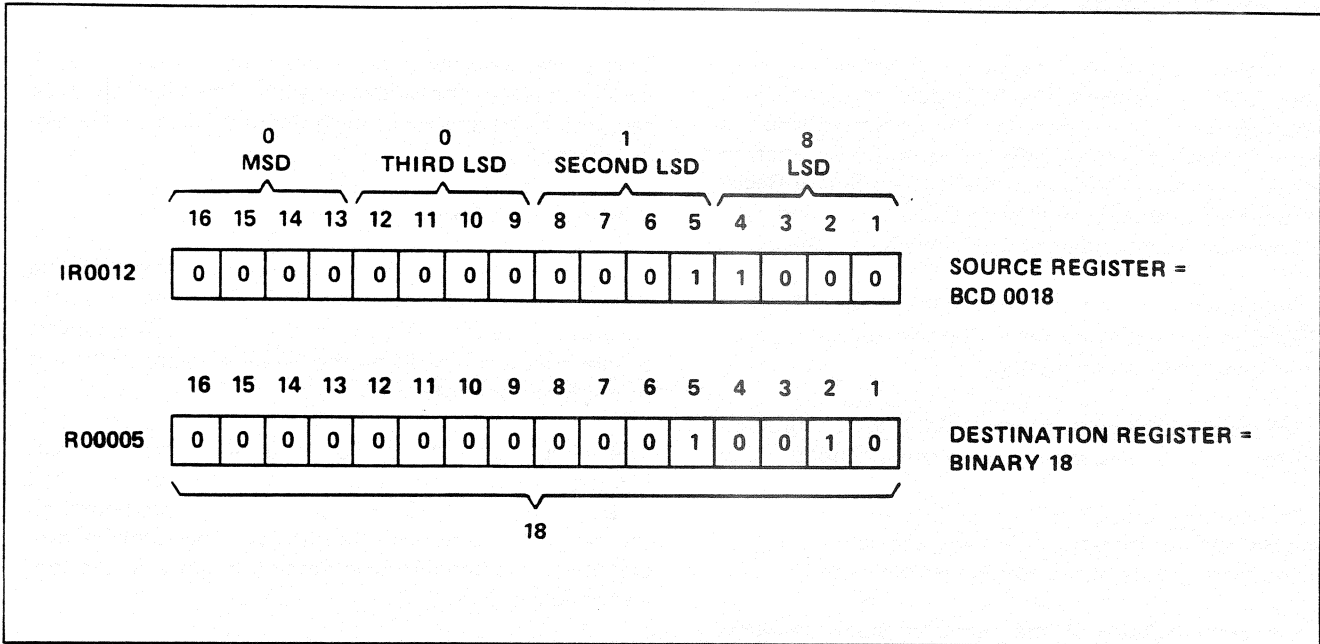 0 0 1 8
MSD THIRD LSD SECOND LSD LSD
16 15 14 13 12 11 10 9 8 7 6 5 4 3 2 1
IR0012 0 0 0 0 0 0 0 0 0 0 0 1 1 0 0 0 SOURCE REGISTER =
BCD 0018
16 15 14 13 12 11 10 9 8 7 6 5 4 3 2 1
R00005 0 0 0 0 0 0 0 0 0 0 0 1 0 0 1 0 DESTINATION REGISTER =
BINARY 18
18